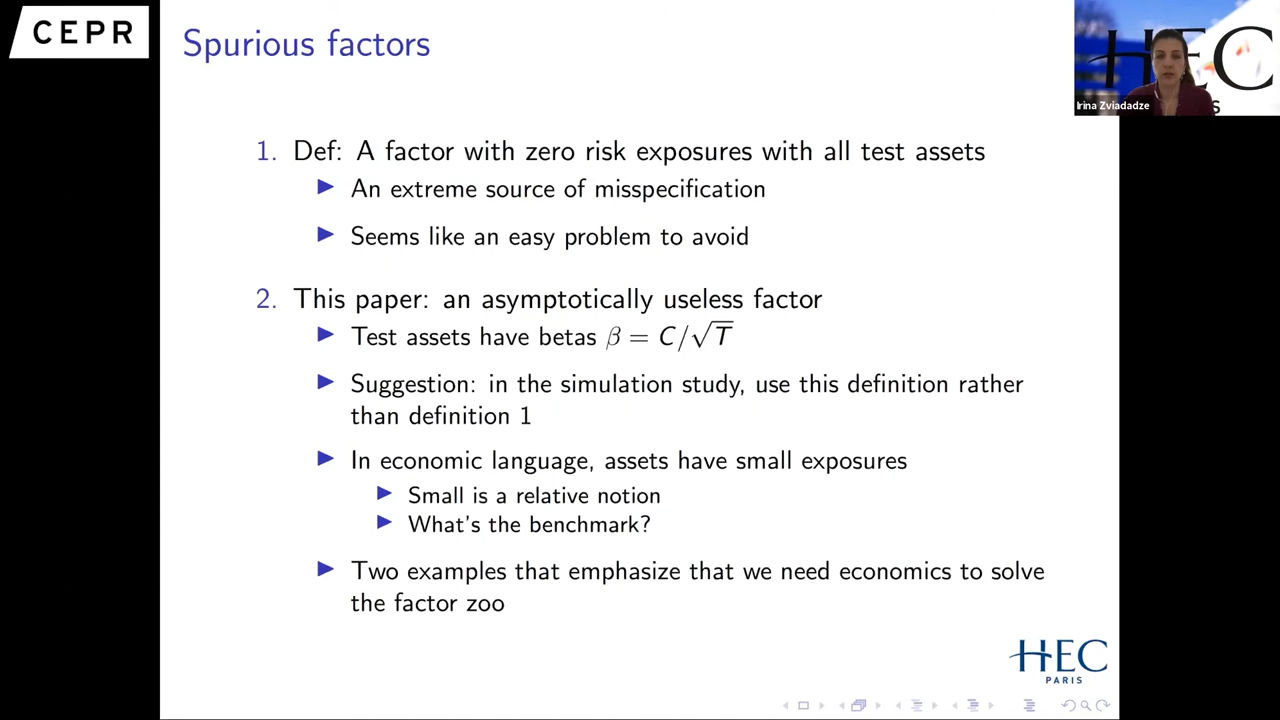 CEPR
Spurious factors
HEC
S
Irina Zviadadze
1. Def: A factor with zero risk exposures with all test assets
An extreme source of misspecification
Seems like an easy problem to avoid
2. This paper: an asymptotically useless factor
Test assets have betas β = C/√T
Suggestion: in the simulation study, use this definition rather
than definition 1
In economic language, assets have small exposures
Small is a relative notion
What's the benchmark?
Two examples that emphasize that we need economics to solve
the factor zoo
HEC
PARIS